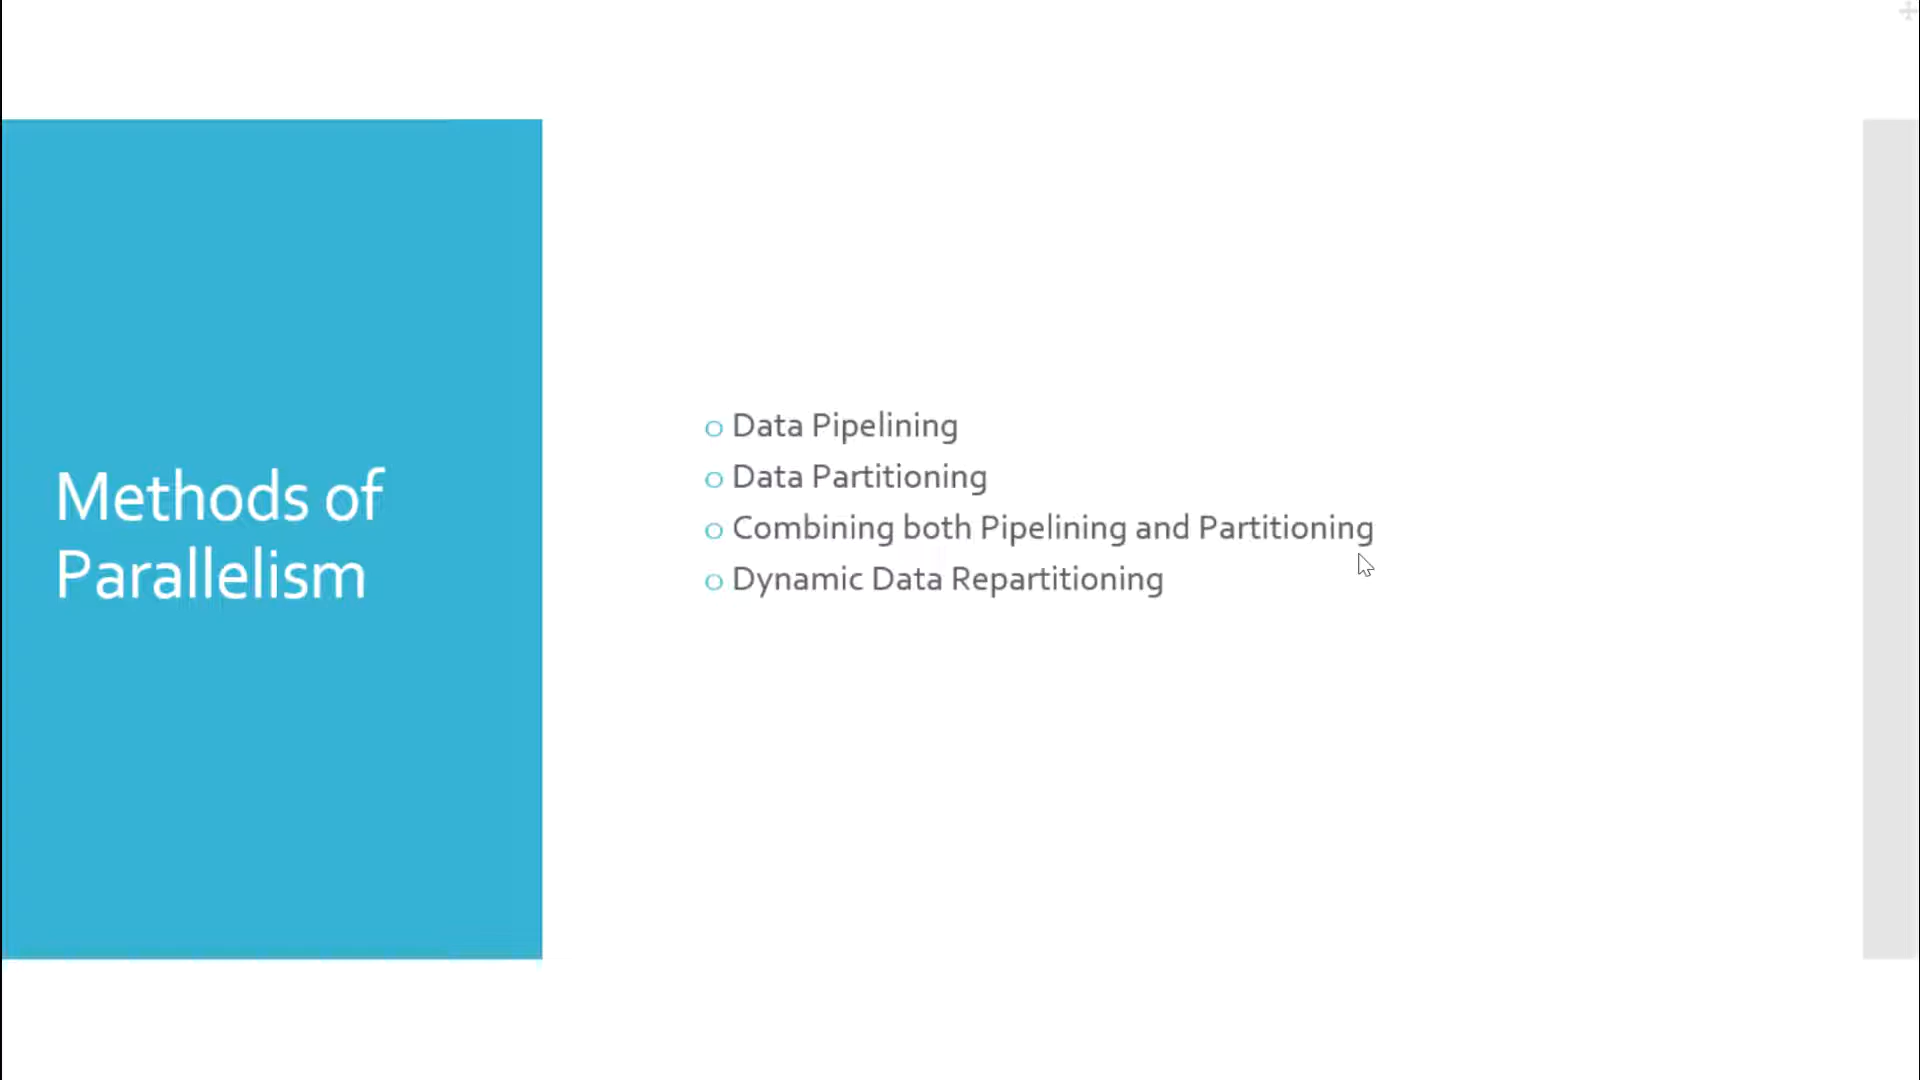 Methods of
Parallelism
o Data Pipelining
o Data Partitioning
o Combining both Pipelining and Partitioning
o Dynamic Data Repartitioning